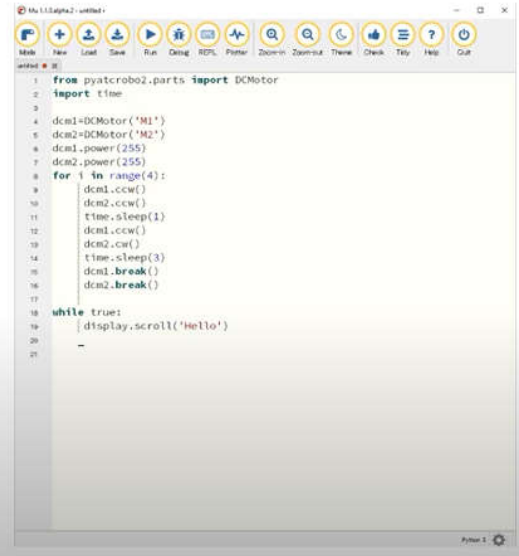 Mu 1.1.0.alpha.2 - untitled •
Mode New Load Save Run Debug REPL Plotter Zoom-in Zoom-out Theme Check Tidy Help Quit
untitled
1 from pyatcrobo2.parts import DCMotor
2 import time
3
4 dcm1=DCMotor('M1')
5 dcm2=DCMotor('M2')
6 dcm1.power(255)
7 dcm2.power(255)
8 for i in range(4):
9 dcm1.ccw()
10 dcm2.ccw()
11 time.sleep(1)
12 dcm1.ccw()
13 dcm2.cw()
14 time.sleep(3)
15 dcm1.break()
16 dcm2.break()
17
18 while true:
19 display.scroll('Hello')
20 _
21
Python 3